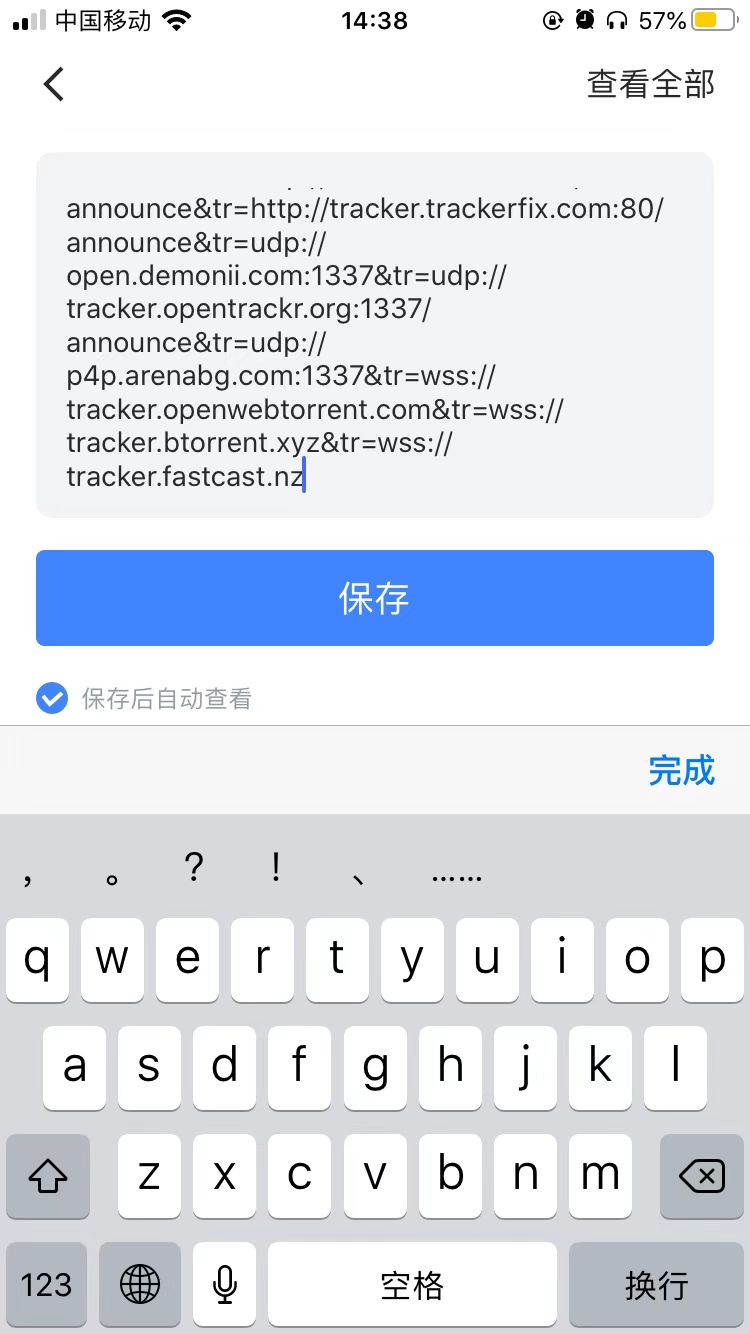 中国移动 14:38 57%
查看全部
announce&tr=http://tracker.trackerfix.com:80/
announce&tr=udp://
open.demonii.com:1337&tr=udp://
tracker.opentrackr.org:1337/
announce&tr=udp://
p4p.arenabg.com:1337&tr=wss://
tracker.openwebtorrent.com&tr=wss://
tracker.btorrent.xyz&tr=wss://
tracker.fastcast.nz
保存
保存后自动查看
完成
， 。 ? ! 、 ……
q w e r t y u i o p
a s d f g h j k l
z x c v b n m
123 空格 换行